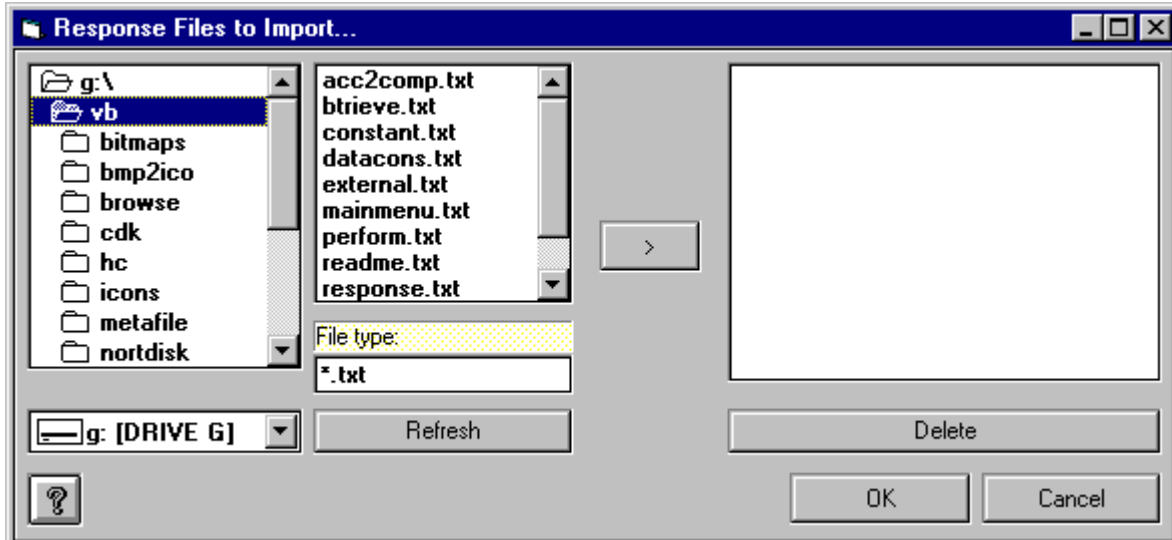 Response Files to Import...
g:\
vb
bitmaps
bmp2ico
browse
cdk
hc
icons
metafile
nortdisk
g: [DRIVE G]
acc2comp.txt
btrieve.txt
constant.txt
datacons.txt
external.txt
mainmenu.txt
perform.txt
readme.txt
response.txt
File type:
*.txt
Refresh
>
Delete
?
OK
Cancel